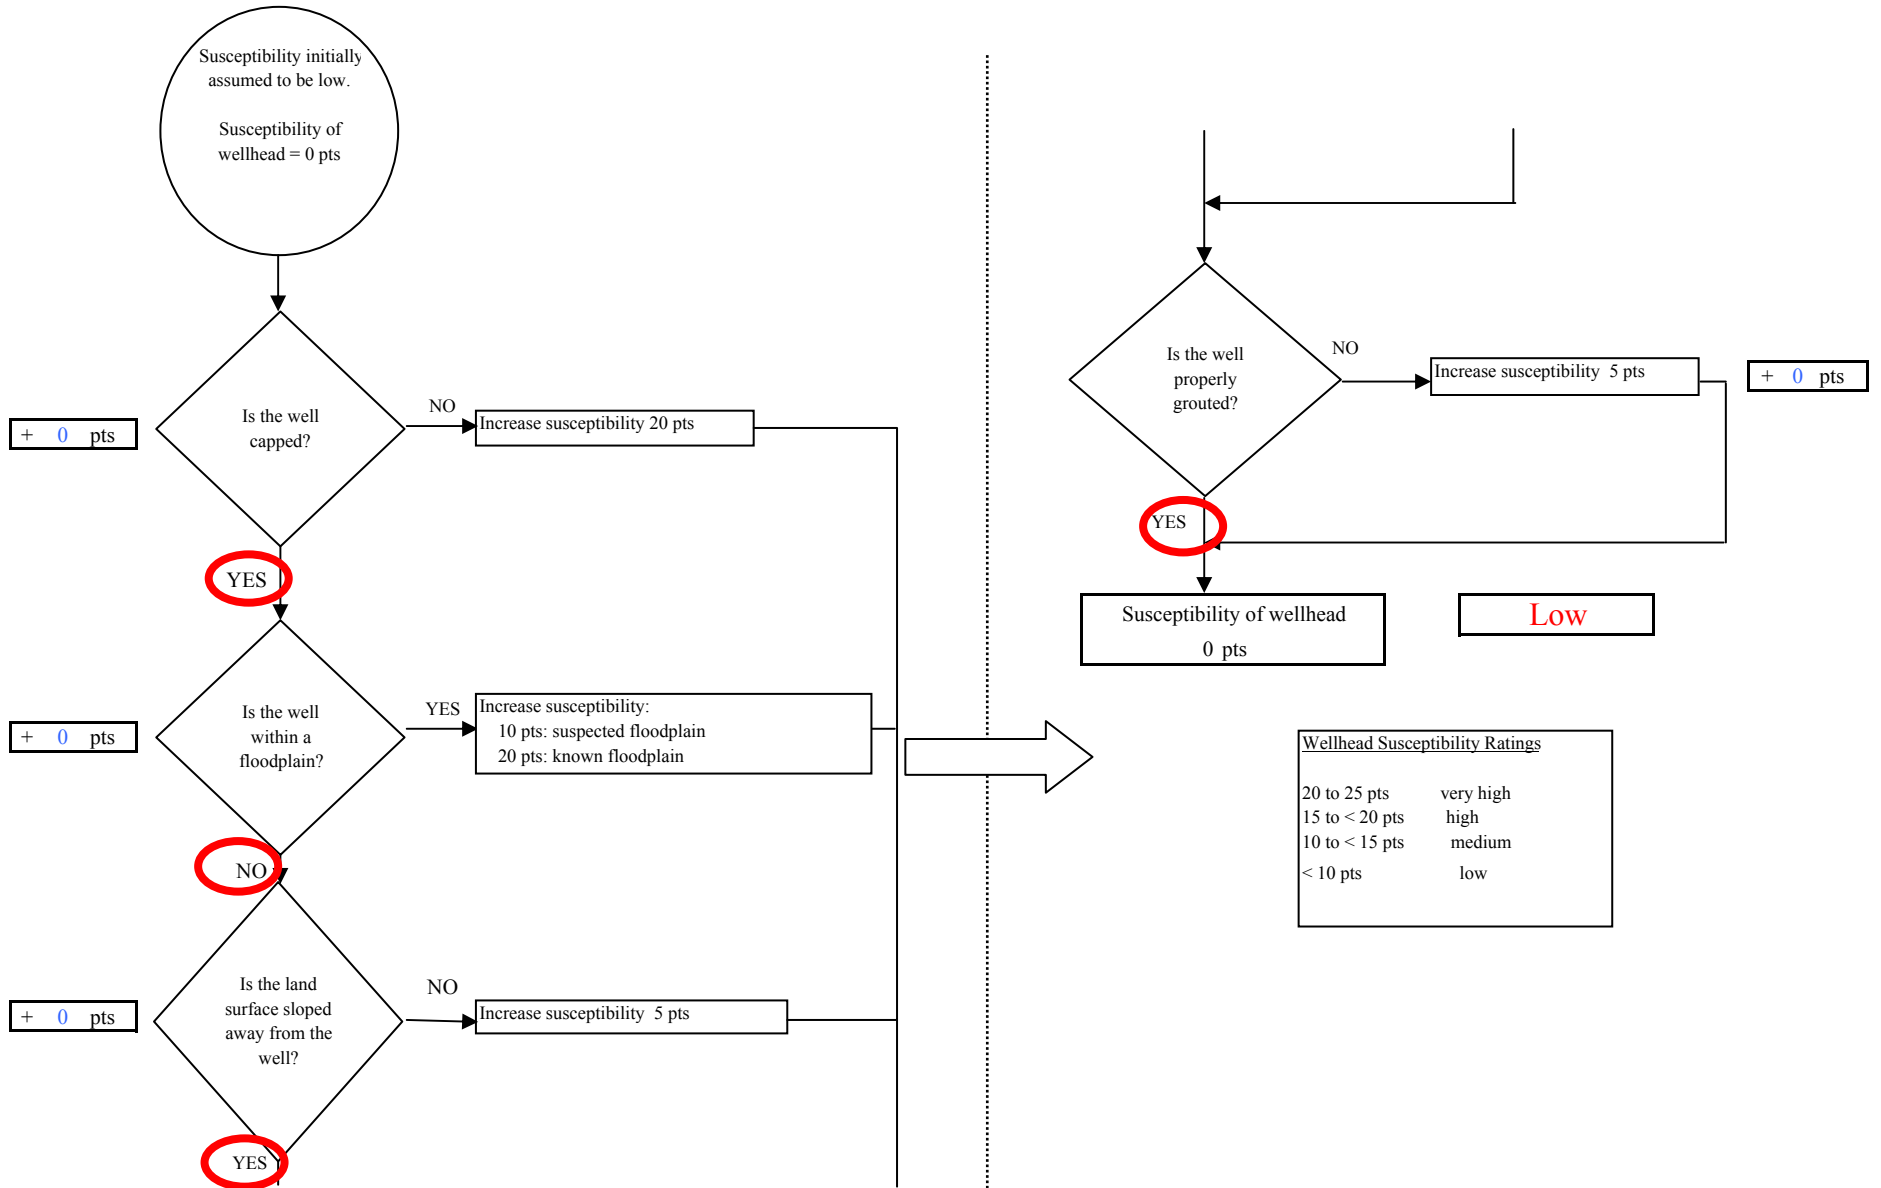 Susceptibility initially
assumed to be low.
Susceptibility of
wellhead = 0 pts
Is the well
capped?
NO
Increase susceptibility 20 pts
+ 0 pts
YES
Is the well
within a
floodplain?
YES
Increase susceptibility:
10 pts: suspected floodplain
20 pts: known floodplain
+ 0 pts
NO
Is the land
surface sloped
away from the
well?
NO
Increase susceptibility 5 pts
+ 0 pts
YES
Is the well
properly
grouted?
NO
Increase susceptibility 5 pts
+ 0 pts
YES
Susceptibility of wellhead
0 pts
Low
Wellhead Susceptibility Ratings
20 to 25 pts very high
15 to < 20 pts high
10 to < 15 pts medium
< 10 pts low